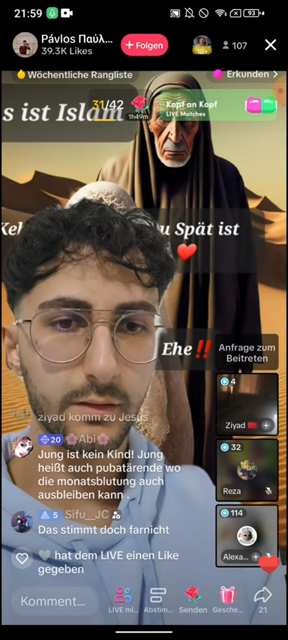 21:59
93
Pávlos Παύλ...
39.3K Likes
+ Folgen
10+
107
Wöchentliche Rangliste
Erkunden >
s ist Islam
31/42
1h49m
Kopf an Kopf
LIVE Matches
u Spät ist
Ehe!!
Anfrage zum
Beitreten
4
Ziyad
32
Reza
114
Alexa...
ziyad komm zu Jesus
20 🌸Abi🌸
Jung ist kein Kind! Jung
heißt auch pubatärende wo
die monatsblutung auch
ausbleiben kann .
5 Sifu__JC
Das stimmt doch farnicht
hat dem LIVE einen Like
gegeben
Komment...
LIVE mi...
Abstim...
Senden
Gesche...
21